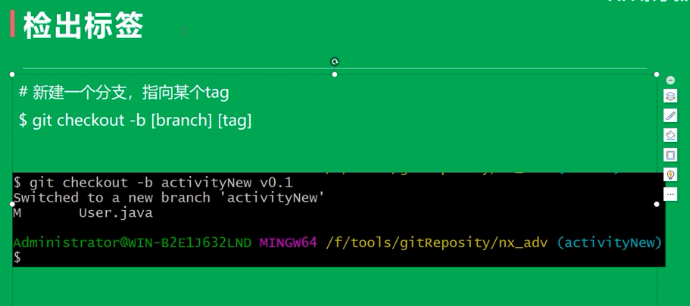 检出标签
# 新建一个分支，指向某个tag
$ git checkout -b [branch] [tag]
$ git checkout -b activityNew v0.1
Switched to a new branch 'activityNew'
M       User.java
Administrator@WIN-B2E1J632LND MINGW64 /f/tools/gitReposity/nx_adv (activityNew)
$